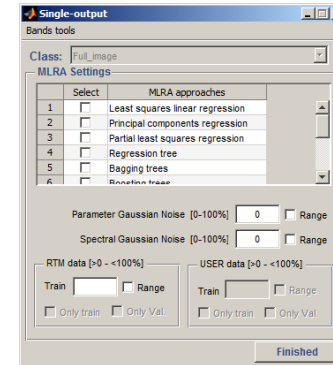 Single-output
Bands tools
Class: Full_image
MLRA Settings
Select MLRA approaches
1 Least squares linear regression
2 Principal components regression
3 Partial least squares regression
4 Regression tree
5 Bagging trees
6 Boosting trees
Parameter Gaussian Noise [0-100%] 0 Range
Spectral Gaussian Noise [0-100%] 0 Range
RTM data [>0 - <100%] USER data [>0 - <100%]
Train Range Train Range
Only train Only Val. Only train Only Val.
Finished